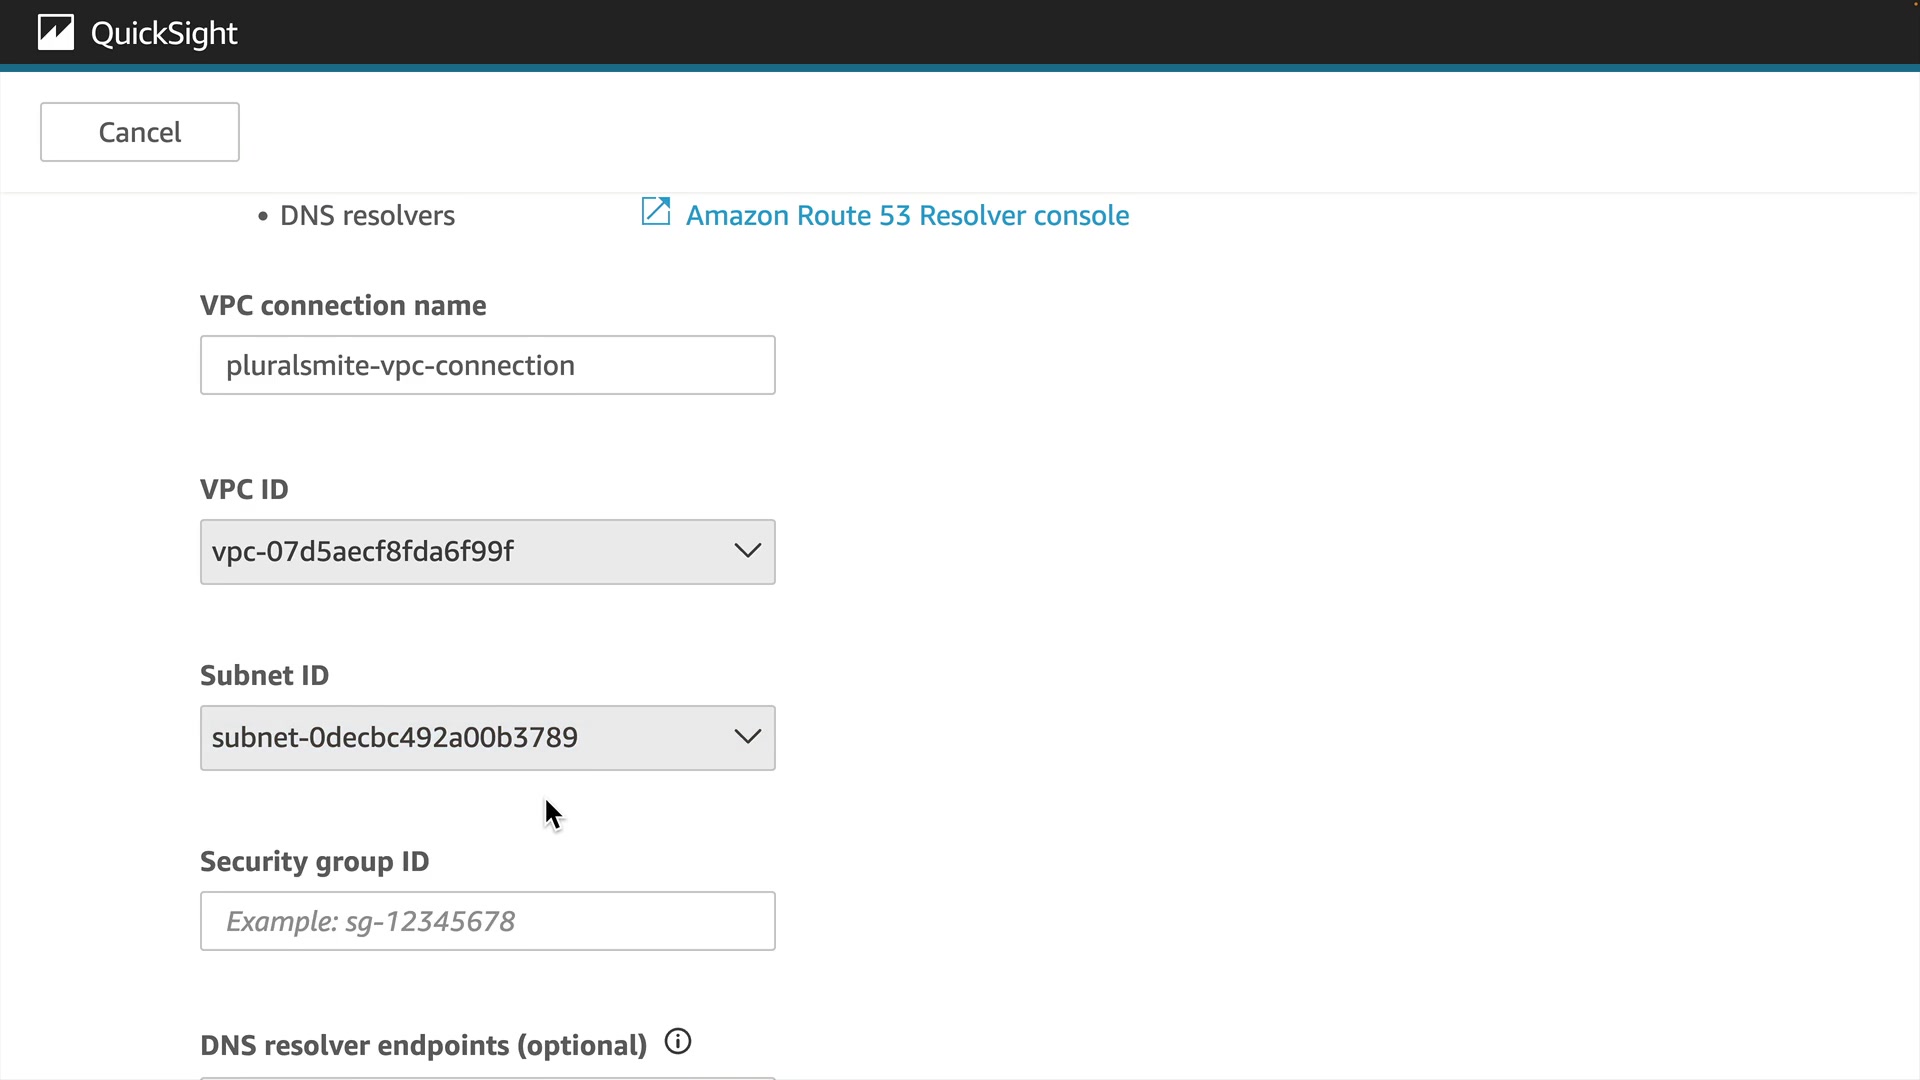 QuickSight
Cancel
• DNS resolvers
Amazon Route 53 Resolver console
VPC connection name
pluralsmite-vpc-connection
VPC ID
vpc-07d5aecf8fda6f99f
Subnet ID
subnet-0decbc492a00b3789
Security group ID
Example: sg-12345678
DNS resolver endpoints (optional)